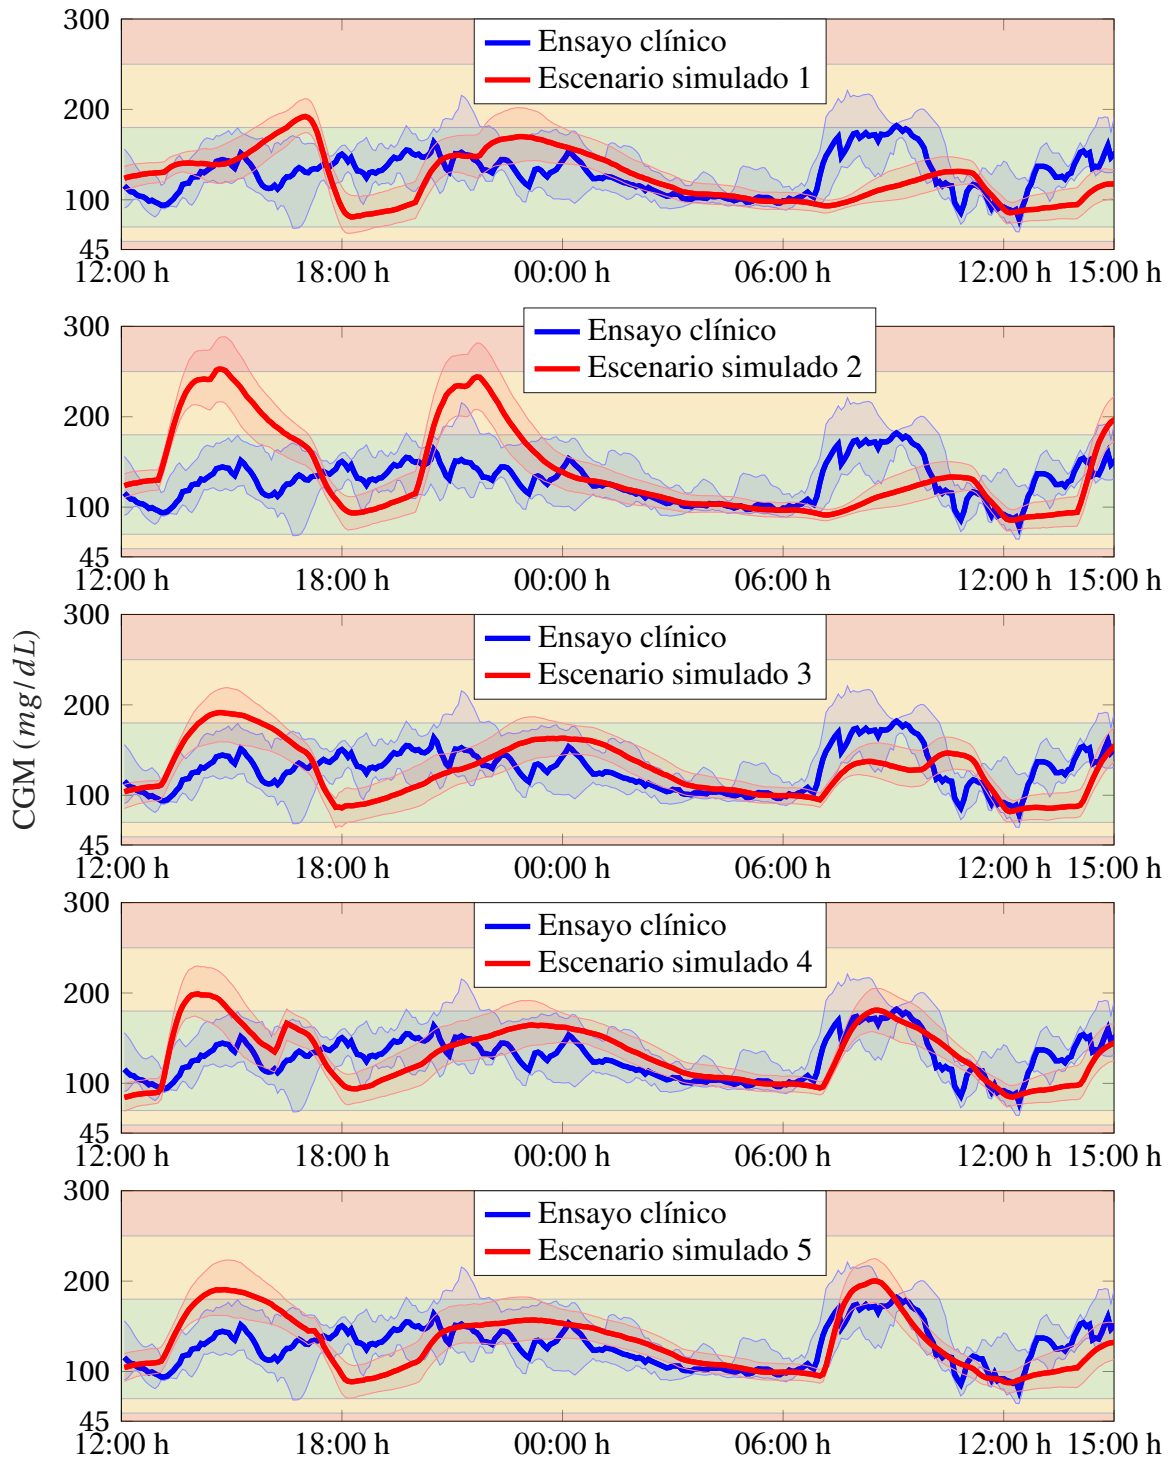 300
Ensayo clínico
Escenario simulado 1
200
100
45
12:00 h 18:00 h 00:00 h 06:00 h 12:00 h 15:00 h
300
Ensayo clínico
Escenario simulado 2
200
100
45
12:00 h 18:00 h 00:00 h 06:00 h 12:00 h 15:00 h
CGM (mg/dL)
300
Ensayo clínico
Escenario simulado 3
200
100
45
12:00 h 18:00 h 00:00 h 06:00 h 12:00 h 15:00 h
300
Ensayo clínico
Escenario simulado 4
200
100
45
12:00 h 18:00 h 00:00 h 06:00 h 12:00 h 15:00 h
300
Ensayo clínico
Escenario simulado 5
200
100
45
12:00 h 18:00 h 00:00 h 06:00 h 12:00 h 15:00 h